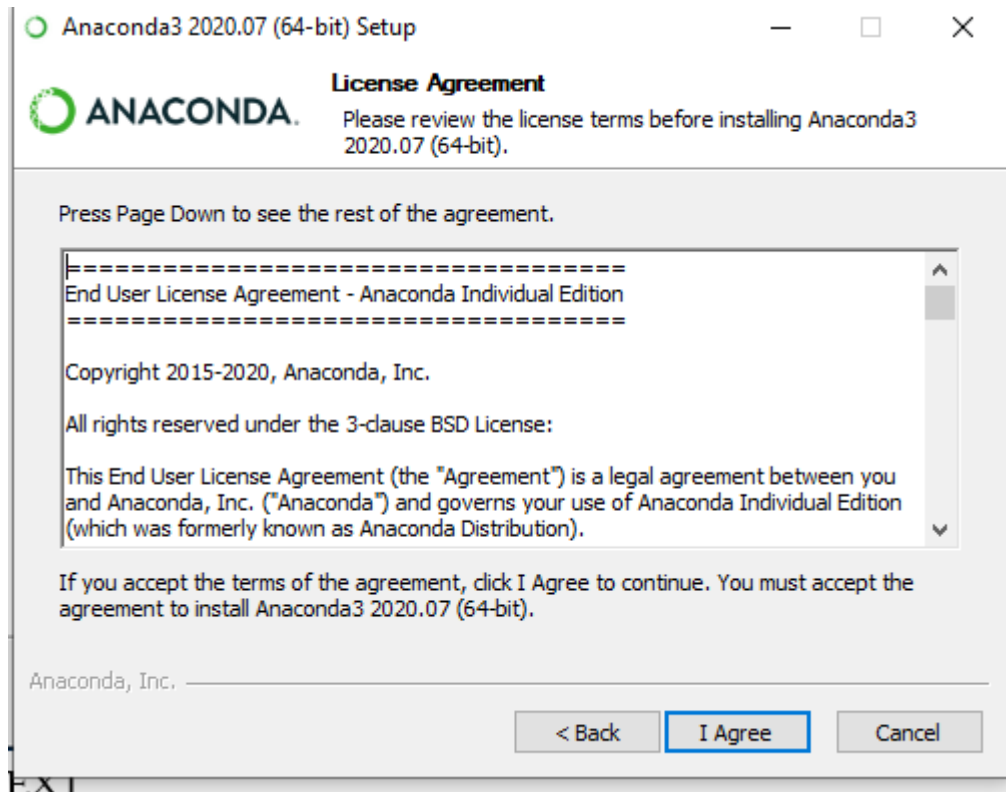 Anaconda3 2020.07 (64-bit) Setup
ANACONDA.
License Agreement
Please review the license terms before installing Anaconda3
2020.07 (64-bit).
Press Page Down to see the rest of the agreement.
===================================
End User License Agreement - Anaconda Individual Edition
===================================
Copyright 2015-2020, Anaconda, Inc.
All rights reserved under the 3-clause BSD License:
This End User License Agreement (the "Agreement") is a legal agreement between you
and Anaconda, Inc. ("Anaconda") and governs your use of Anaconda Individual Edition
(which was formerly known as Anaconda Distribution).
If you accept the terms of the agreement, click I Agree to continue. You must accept the
agreement to install Anaconda3 2020.07 (64-bit).
Anaconda, Inc.
< Back
I Agree
Cancel